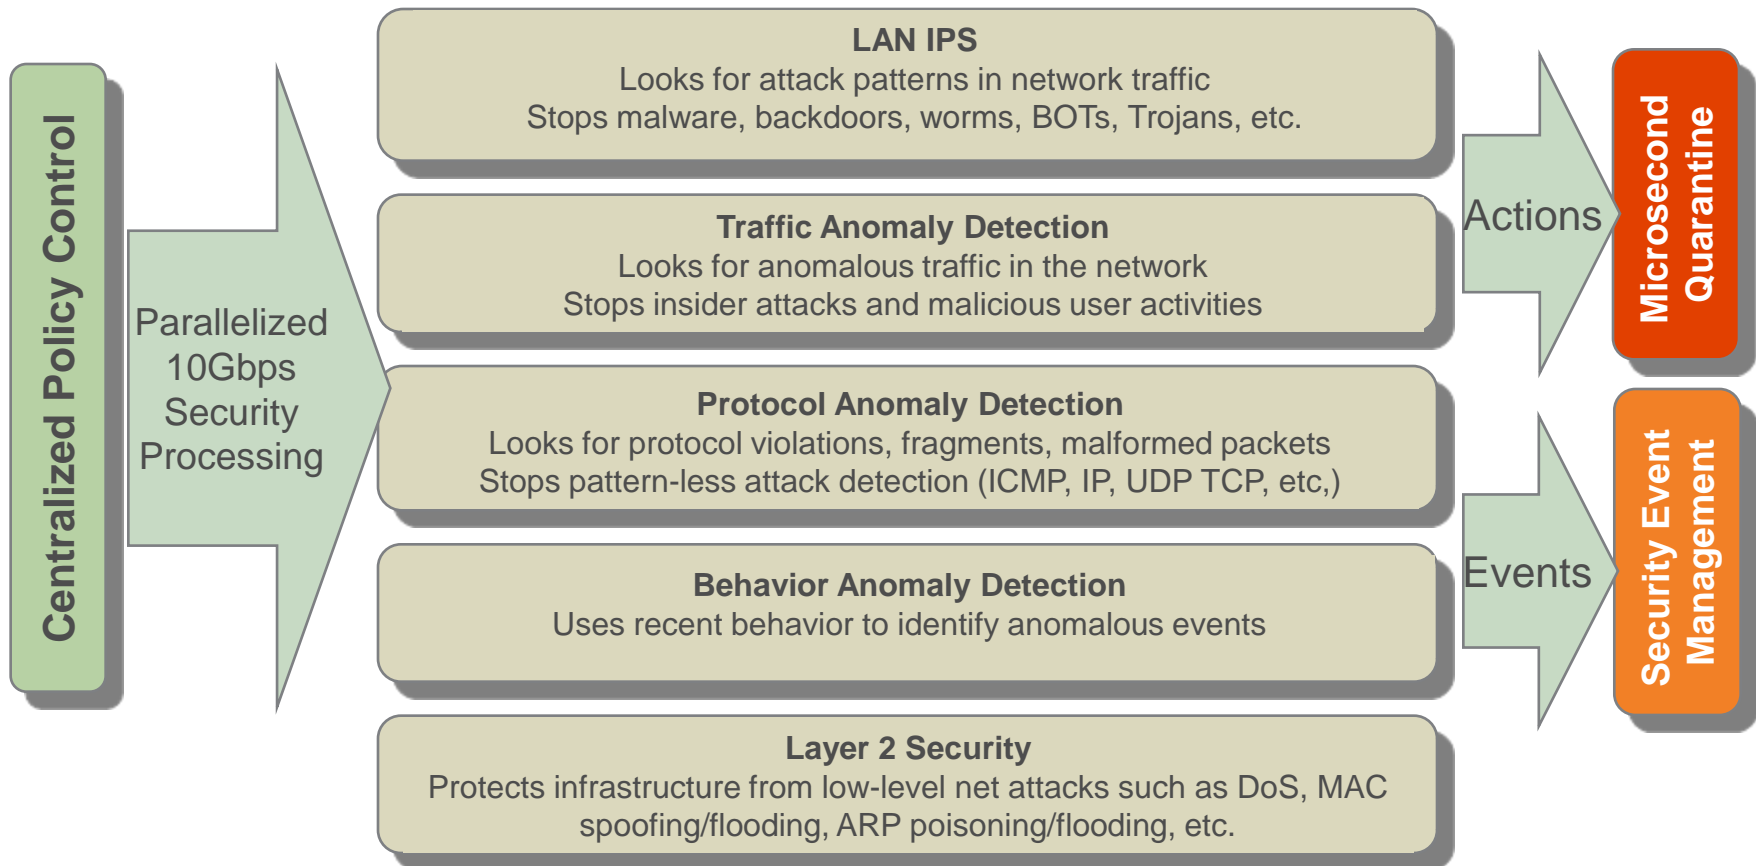 Centralized Policy Control
Parallelized
10Gbps
Security
Processing
LAN IPS
Looks for attack patterns in network traffic
Stops malware, backdoors, worms, BOTs, Trojans, etc.
Traffic Anomaly Detection
Looks for anomalous traffic in the network
Stops insider attacks and malicious user activities
Protocol Anomaly Detection
Looks for protocol violations, fragments, malformed packets
Stops pattern-less attack detection (ICMP, IP, UDP TCP, etc,)
Behavior Anomaly Detection
Uses recent behavior to identify anomalous events
Layer 2 Security
Protects infrastructure from low-level net attacks such as DoS, MAC
spoofing/flooding, ARP poisoning/flooding, etc.
Actions
Microsecond
Quarantine
Events
Security Event
Management